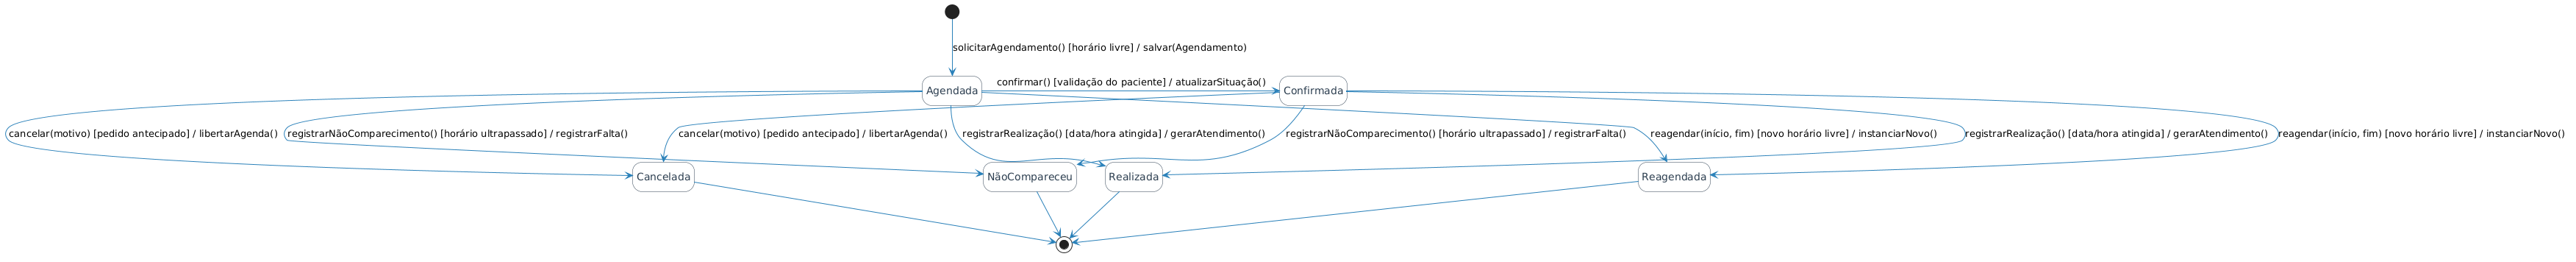 solicitarAgendamento() [horário livre] / salvar(Agendamento)
confirmar() [validação do paciente] / atualizarSituação()
Agendada
Confirmada
cancelar(motivo) [pedido antecipado] / libertarAgenda()
registrarNãoComparecimento() [horário ultrapassado] / registrarFalta()
cancelar(motivo) [pedido antecipado] / libertarAgenda()
registrarRealização() [data/hora atingida] / gerarAtendimento()
registrarNãoComparecimento() [horário ultrapassado] / registrarFalta()
reagendar(início, fim) [novo horário livre] / instanciarNovo()
registrarRealização() [data/hora atingida] / gerarAtendimento()
reagendar(início, fim) [novo horário livre] / instanciarNovo()
Cancelada
NãoCompareceu
Realizada
Reagendada